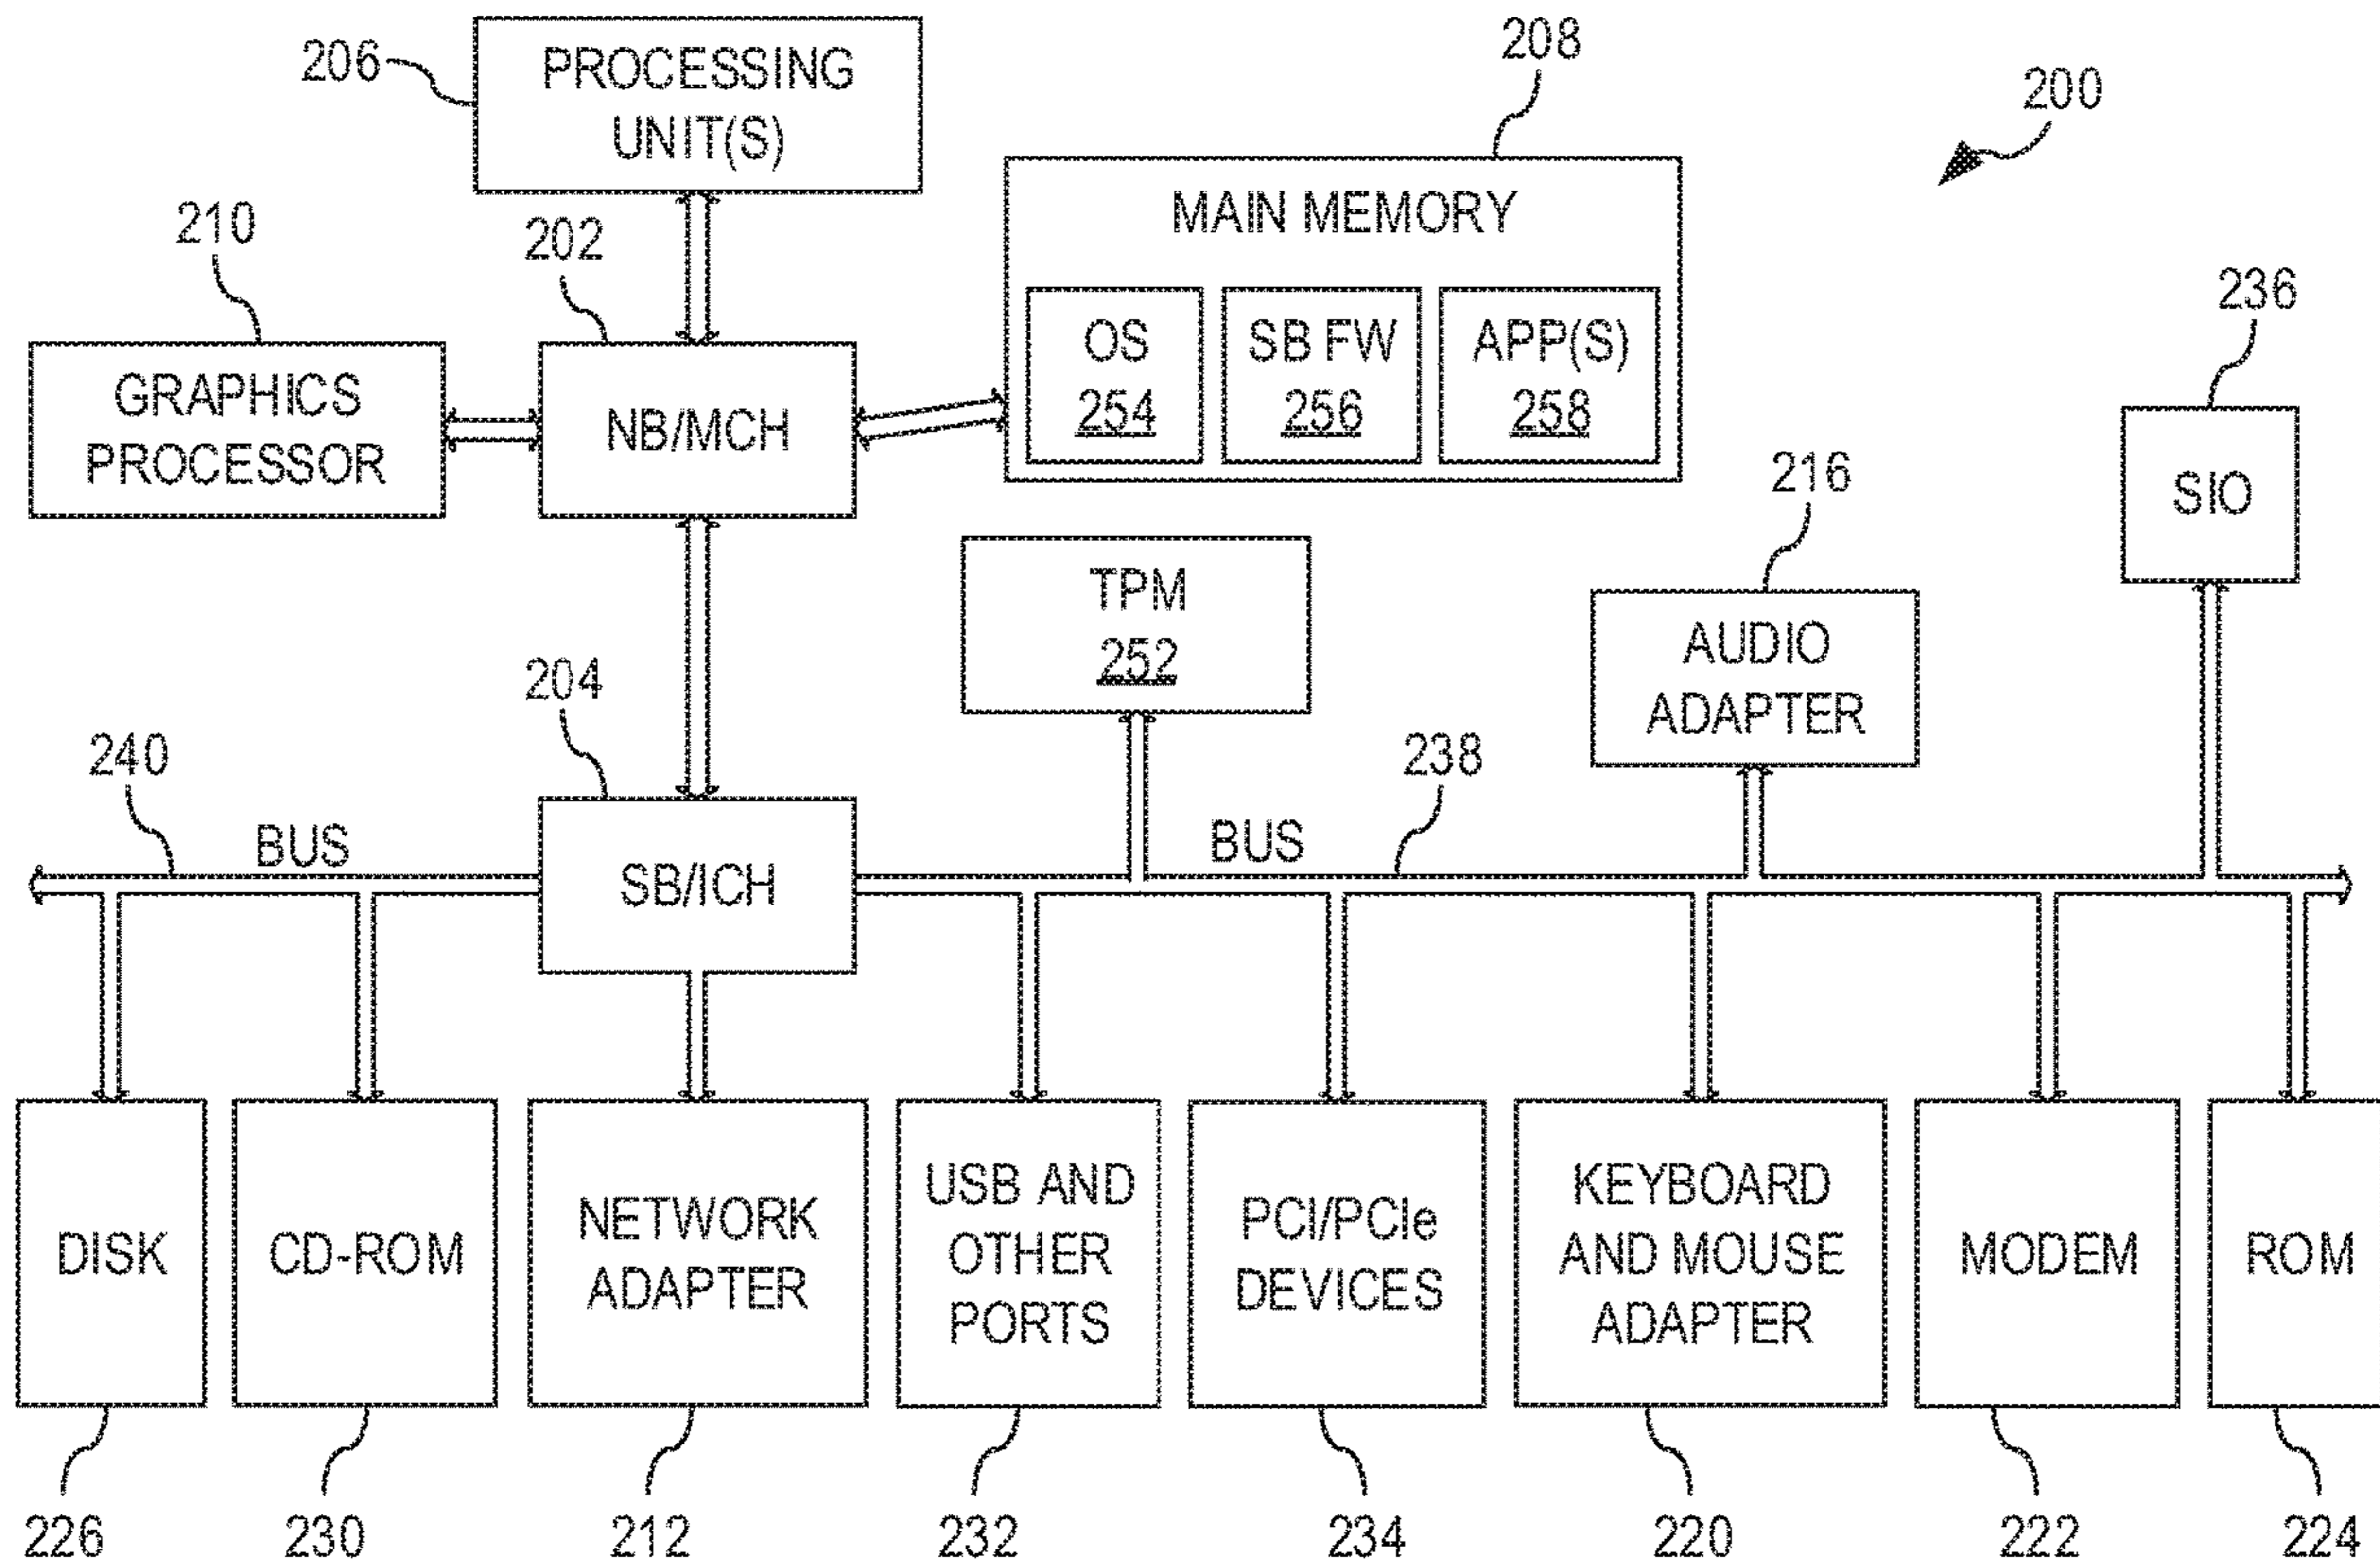 206
PROCESSING
UNIT(S)
208
200
210
202
MAIN MEMORY
236
GRAPHICS
PROCESSOR
NB/MCH
OS
254
SB FW
256
APP(S)
258
216
SIO
TPM
252
204
AUDIO
ADAPTER
240
238
BUS
SB/ICH
BUS
DISK
CD-ROM
NETWORK
ADAPTER
USB AND
OTHER
PORTS
PCI/PCIe
DEVICES
KEYBOARD
AND MOUSE
ADAPTER
MODEM
ROM
226
230
212
232
234
220
222
224